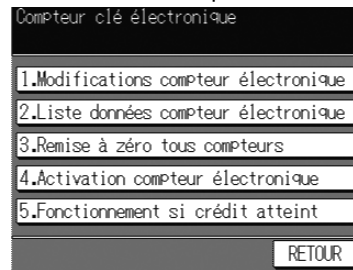 Compteur clé électronique
1.Modifications compteur électronique
2.Liste données compteur électronique
3.Remise à zéro tous compteurs
4.Activation compteur électronique
5.Fonctionnement si crédit atteint
RETOUR